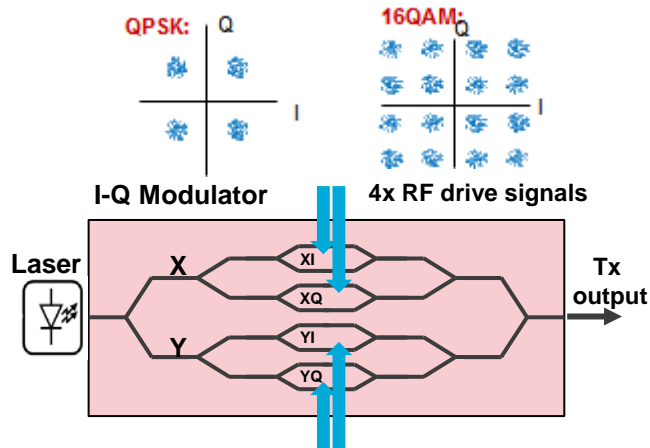 QPSK: Q
I
16QAM:
Q
I
I-Q Modulator
4x RF drive signals
Laser
X
XI
XQ
Y
YI
YQ
Tx
output